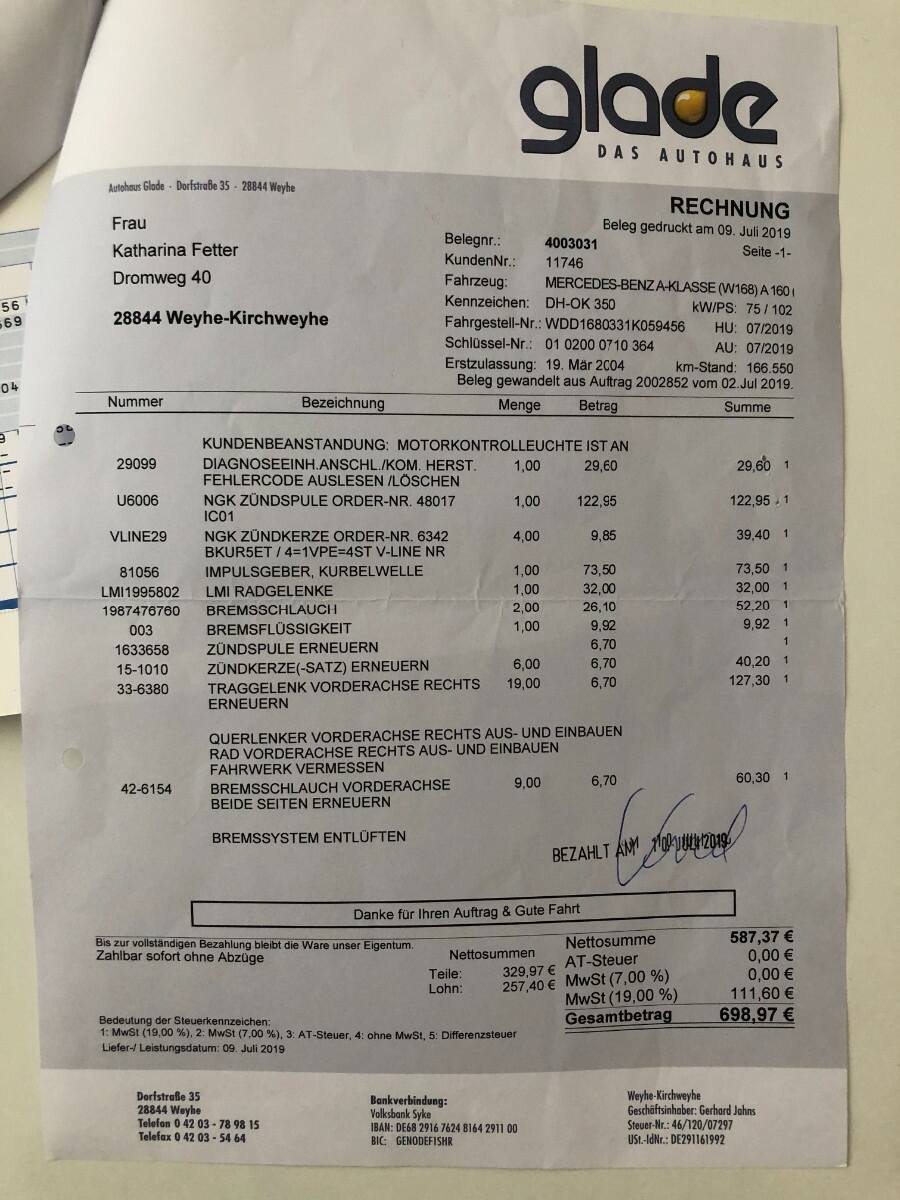 glade
DAS AUTOHAUS
Autohaus Glade · Dorfstraße 35 · 28844 Weyhe
RECHNUNG
Beleg gedruckt am 09. Juli 2019
Seite -1-
Frau
Katharina Fetter
Dromweg 40
28844 Weyhe-Kirchweyhe
Belegnr.: 4003031
KundenNr.: 11746
Fahrzeug: MERCEDES-BENZ A-KLASSE (W168) A 160 (
Kennzeichen: DH-OK 350 kW/PS: 75 / 102
Fahrgestell-Nr.: WDD1680331K059456 HU: 07/2019
Schlüssel-Nr.: 01 0200 0710 364 AU: 07/2019
Erstzulassung: 19. Mär 2004 km-Stand: 166.550
Beleg gewandelt aus Auftrag 2002852 vom 02.Jul 2019.
Nummer Bezeichnung Menge Betrag Summe
KUNDENBEANSTANDUNG: MOTORKONTROLLEUCHTE IST AN
29099 DIAGNOSEEINH.ANSCHL./KOM. HERST. 1,00 29,60 29,60 1
FEHLERCODE AUSLESEN /LÖSCHEN
U6006 NGK ZÜNDSPULE ORDER-NR. 48017 1,00 122,95 122,95 1
IC01
VLINE29 NGK ZÜNDKERZE ORDER-NR. 6342 4,00 9,85 39,40 1
BKUR5ET / 4=1VPE=4ST V-LINE NR
81056 IMPULSGEBER, KURBELWELLE 1,00 73,50 73,50 1
LMI1995802 LMI RADGELENKE 1,00 32,00 32,00 1
1987476760 BREMSSCHLAUCH 2,00 26,10 52,20 1
003 BREMSFLÜSSIGKEIT 1,00 9,92 9,92 1
1633658 ZÜNDSPULE ERNEUERN 6,70 1
15-1010 ZÜNDKERZE(-SATZ) ERNEUERN 6,00 6,70 40,20 1
33-6380 TRAGGELENK VORDERACHSE RECHTS 19,00 6,70 127,30 1
ERNEUERN
QUERLENKER VORDERACHSE RECHTS AUS- UND EINBAUEN
RAD VORDERACHSE RECHTS AUS- UND EINBAUEN
FAHRWERK VERMESSEN
42-6154 BREMSSCHLAUCH VORDERACHSE 9,00 6,70 60,30 1
BEIDE SEITEN ERNEUERN
BREMSSYSTEM ENTLÜFTEN
BEZAHLT AM
Danke für Ihren Auftrag & Gute Fahrt
Bis zur vollständigen Bezahlung bleibt die Ware unser Eigentum.
Zahlbar sofort ohne Abzüge
Nettosummen
Teile: 329,97 €
Lohn: 257,40 €
Nettosumme 587,37 €
AT-Steuer 0,00 €
MwSt (7,00 %) 0,00 €
MwSt (19,00 %) 111,60 €
Gesamtbetrag 698,97 €
Bedeutung der Steuerkennzeichen:
1: MwSt (19,00 %), 2: MwSt (7,00 %), 3: AT-Steuer, 4: ohne MwSt, 5: Differenzsteuer
Liefer-/ Leistungsdatum: 09. Juli 2019
Dorfstraße 35
28844 Weyhe
Telefon 0 42 03 - 78 98 15
Telefax 0 42 03 - 54 64
Bankverbindung:
Volksbank Syke
IBAN: DE68 2916 7624 8164 2911 00
BIC: GENODEF1SHR
Weyhe-Kirchweyhe
Geschäftsinhaber: Gerhard Jahns
Steuer-Nr.: 46/120/07297
USt.-IdNr.: DE291161992